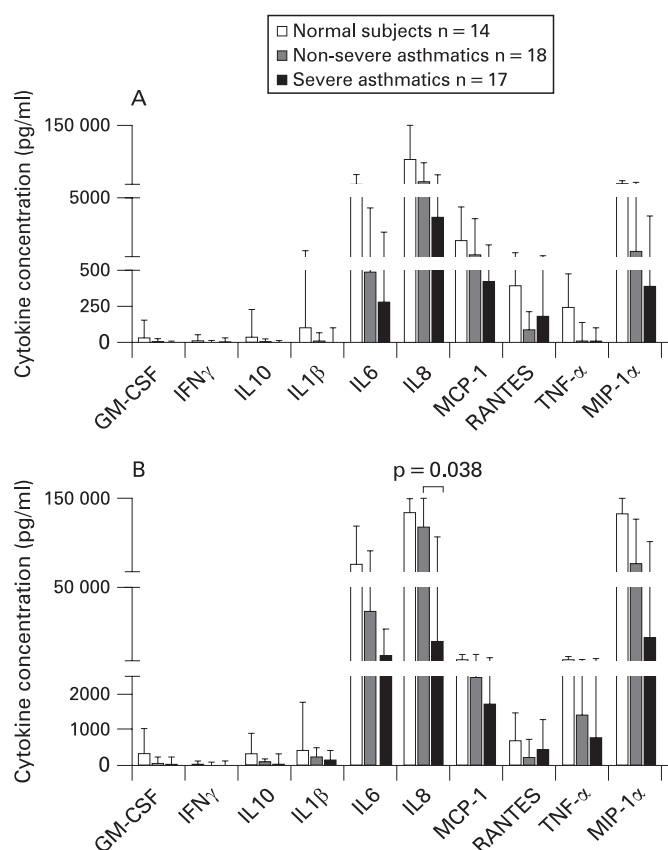 Normal subjects n = 14
Non-severe asthmatics n = 18
Severe asthmatics n = 17
A
Cytokine concentration (pg/ml)
150 000
5000
500
250
0
GM-CSF
IFNγ
IL10
IL1β
IL6
IL8
MCP-1
RANTES
TNF-α
MIP-1α
B
p = 0.038
Cytokine concentration (pg/ml)
150 000
50 000
2000
1000
0
GM-CSF
IFNγ
IL10
IL1β
IL6
IL8
MCP-1
RANTES
TNF-α
MIP-1α